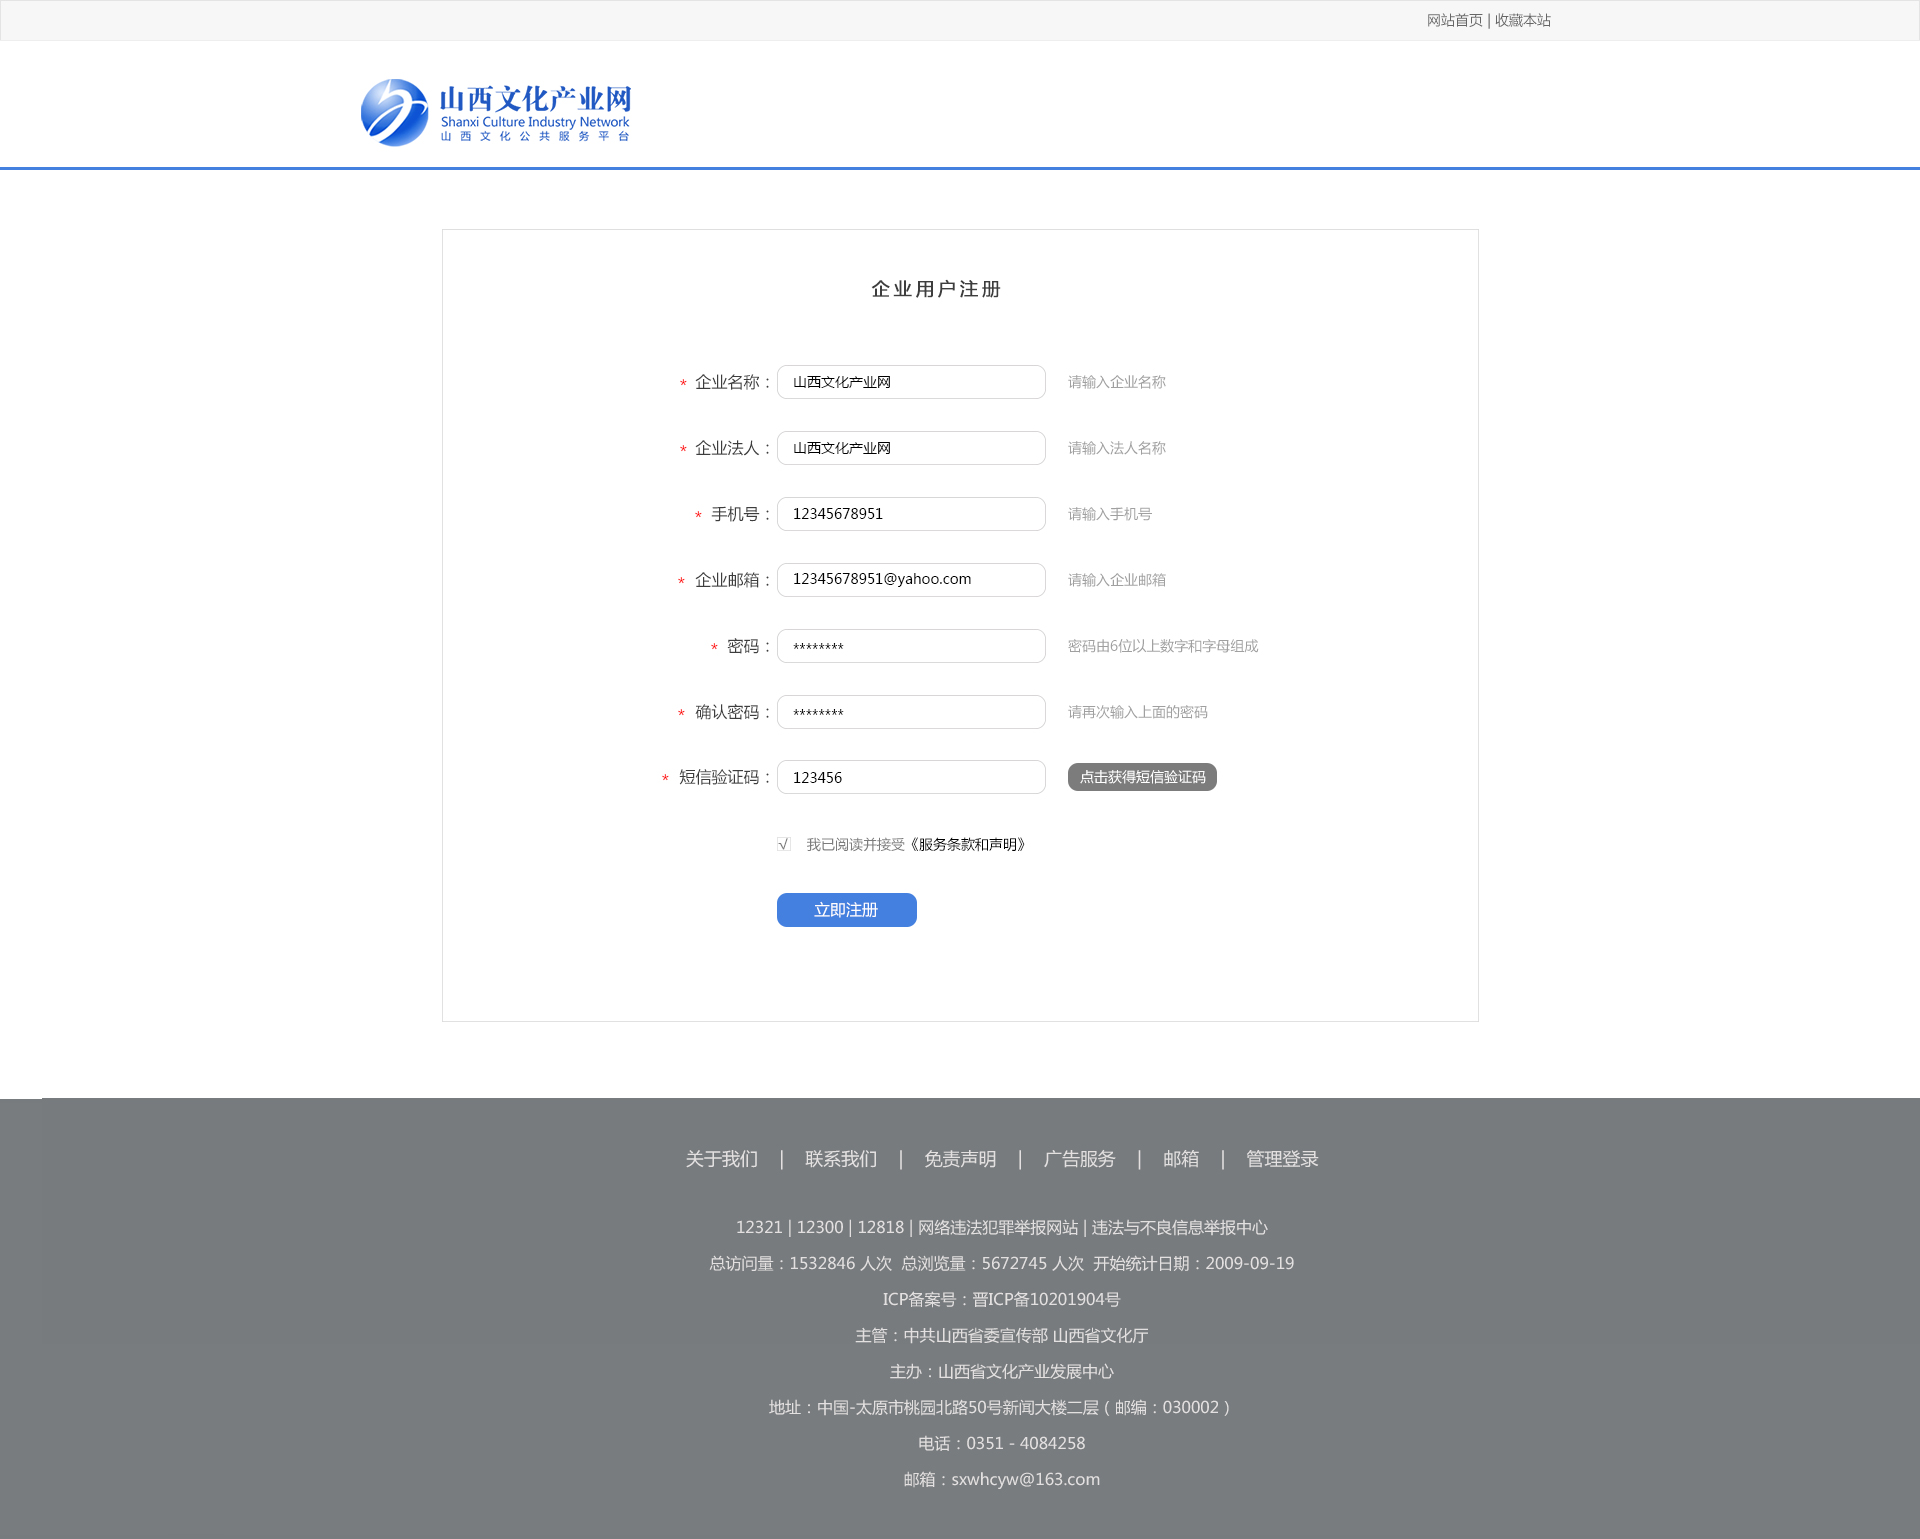 网站首页 | 收藏本站
山西文化产业网
Shanxi Culture Industry Network
山西文化公共服务平台
企业用户注册
* 企业名称： 山西文化产业网 请输入企业名称
* 企业法人： 山西文化产业网 请输入法人名称
* 手机号： 12345678951 请输入手机号
* 企业邮箱： 12345678951@yahoo.com 请输入企业邮箱
* 密码： ******** 密码由6位以上数字和字母组成
* 确认密码： ******** 请再次输入上面的密码
* 短信验证码： 123456 点击获得短信验证码
√ 我已阅读并接受《服务条款和声明》
立即注册
关于我们 | 联系我们 | 免责声明 | 广告服务 | 邮箱 | 管理登录
12321 | 12300 | 12818 | 网络违法犯罪举报网站 | 违法与不良信息举报中心
总访问量：1532846 人次 总浏览量：5672745 人次 开始统计日期：2009-09-19
ICP备案号：晋ICP备10201904号
主管：中共山西省委宣传部 山西省文化厅
主办：山西省文化产业发展中心
地址：中国-太原市桃园北路50号新闻大楼二层（邮编：030002）
电话：0351 - 4084258
邮箱：sxwhcyw@163.com